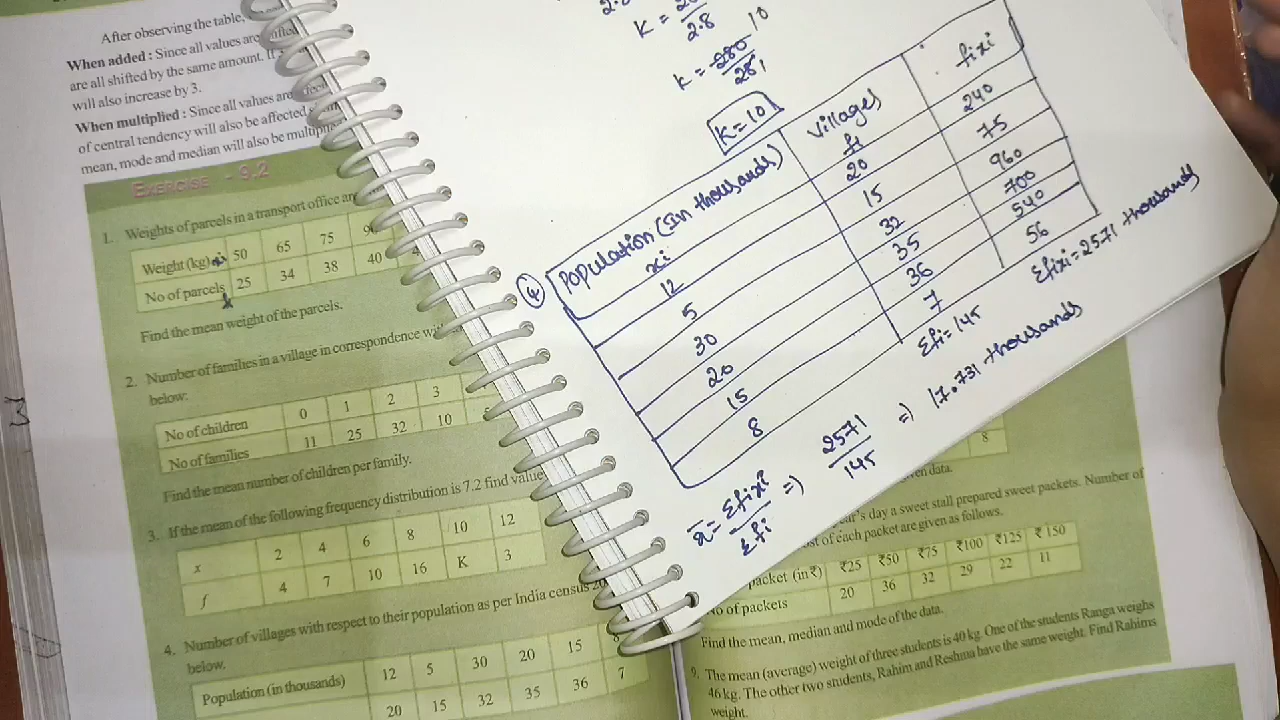 After observing the table,
When added : Since all values are
are all shifted by the same amount. If
will also increase by 3.
When multiplied : Since all values are
of central tendency will also be affected
mean, mode and median will also be
EXERCISE - 9.2
1. Weights of parcels in a transport office are
Weight (kg) xi 50 65 75
No of parcels 25 34 38 40
Find the mean weight of the parcels.
2. Number of families in a village in correspondence
below:
No of children 0 1 2 3
No of families 11 25 32 10
Find the mean number of children per family.
3. If the mean of the following frequency distribution is 7.2 find value
x 2 4 6 8 10 12
f 4 7 10 16 K 3
4. Number of villages with respect to their population as per India census
below.
Population (in thousands) 12 5 30 20 15 8
20 15 32 35 36 7
K =
2.8
K = 280 10
28 1
K = 10
④ Population (in thousands) Villages
xi fi fixi
12 20 240
5 15 75
30 32 960
20 35 700
15 36 540
8 7 56
Σfi = 145 Σfixi = 2571 thousands
x̄ = Σfixi => 2571 => 17.731 thousands
Σfi 145
8
data.
year's day a sweet stall prepared sweet packets. Number of
cost of each packet are given as follows.
packet (in ₹) ₹25 ₹50 ₹75 ₹100 ₹125 ₹150
No of packets 20 36 32 29 22 11
Find the mean, median and mode of the data.
9. The mean (average) weight of three students is 40 kg. One of the students Ranga weighs
46 kg. The other two students, Rahim and Reshma have the same weight. Find Rahims
weight.